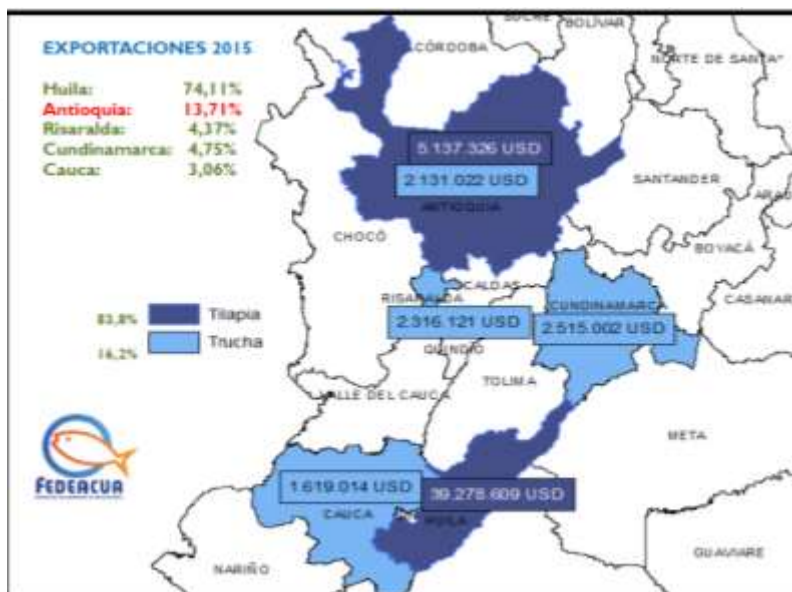 SUCRE
BOLÍVAR
EXPORTACIONES 2015
CÓRDOBA
NORTE DE SANTA"
Huila: 74,11%
Antioquia: 13,71%
Risaralda: 4,37%
Cundinamarca: 4,75%
Cauca: 3,06%
5.137.326 USD
2.131.022 USD
SANTANDER
ARAU
ANTIOQUIA
CHOCÓ
BOYACÁ
CALDAS
RISARALDA
CUNDINAMARCA
CASANAR
83,8% Tilapia
2.316.121 USD
2.515.002 USD
16,2% Trucha
QUINDÍO
TOLIMA
VALLE DEL CAUCA
META
FEDEACUA
1.619.014 USD
39.278.609 USD
CAUCA
HUILA
GUAVIARE
NARIÑO